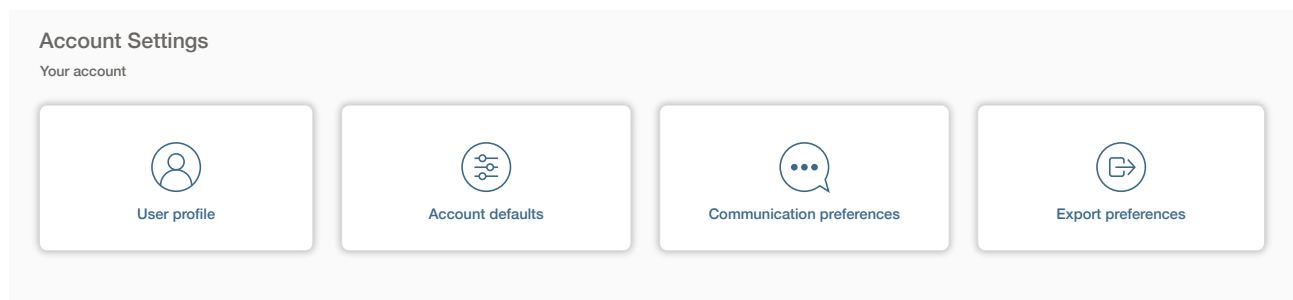 Account Settings
Your account
User profile
Account defaults
Communication preferences
Export preferences